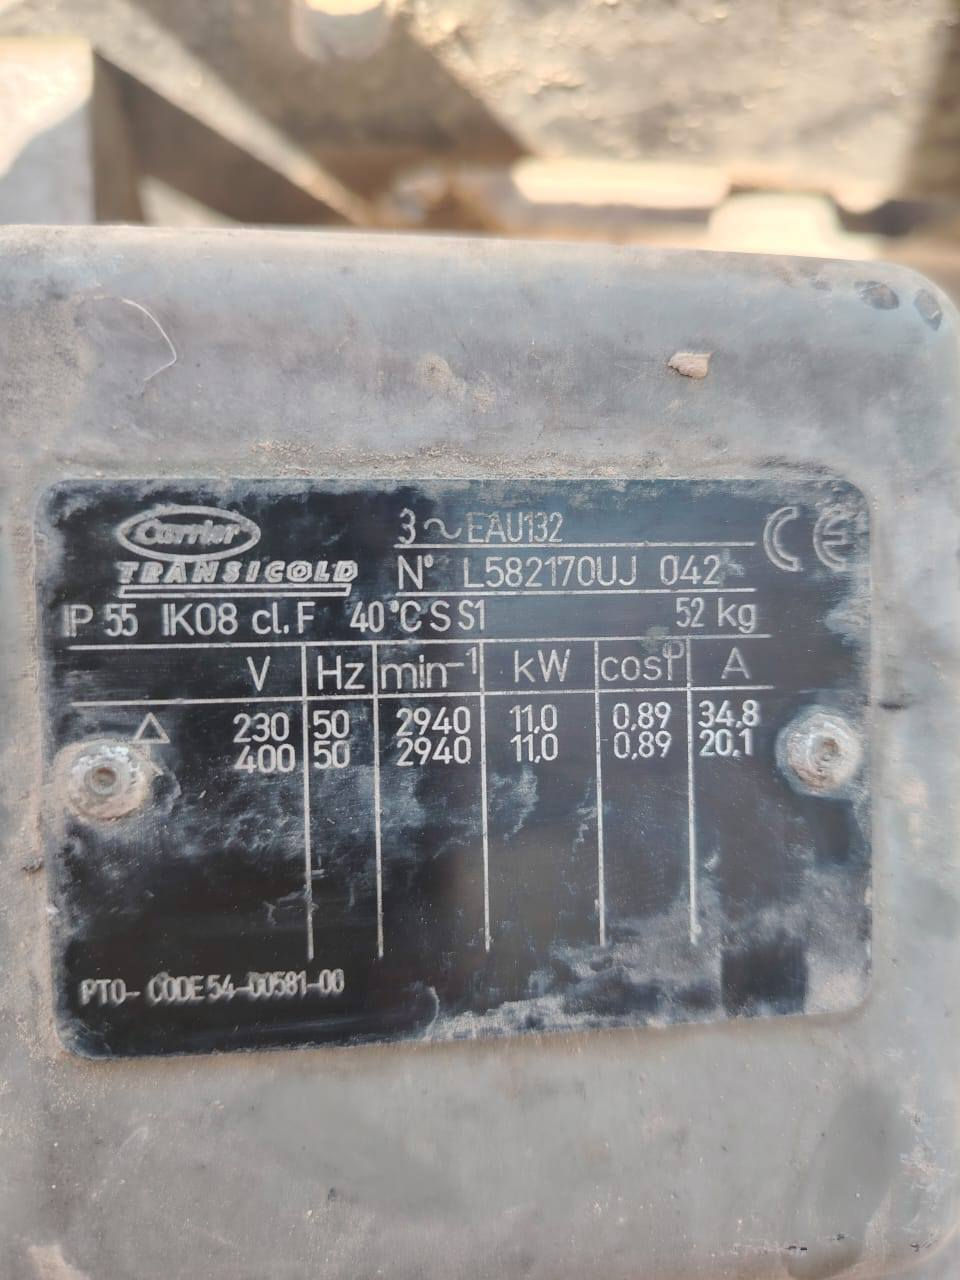 Carrier
TRANSICOLD
3~ EAU132
N° L582170UJ 042
IP 55 IK08 cl.F 40°C S S1 52 kg
V Hz min-1 kW cosφ A
△ 230 50 2940 11,0 0,89 34,8
400 50 2940 11,0 0,89 20,1
PTO- CODE 54-00581-00
CE